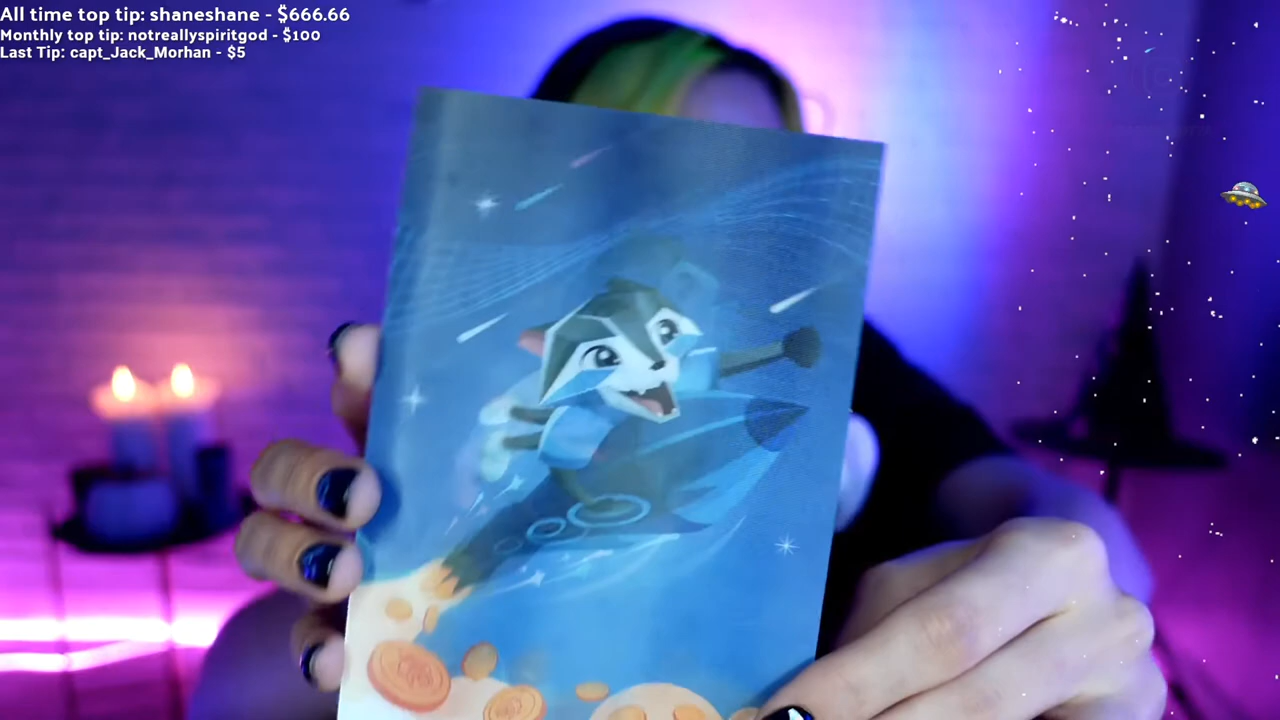 All time top tip: shaneshane - $666.66
Monthly top tip: notreallyspiritgod - $100
Last Tip: capt_Jack_Morhan - $5